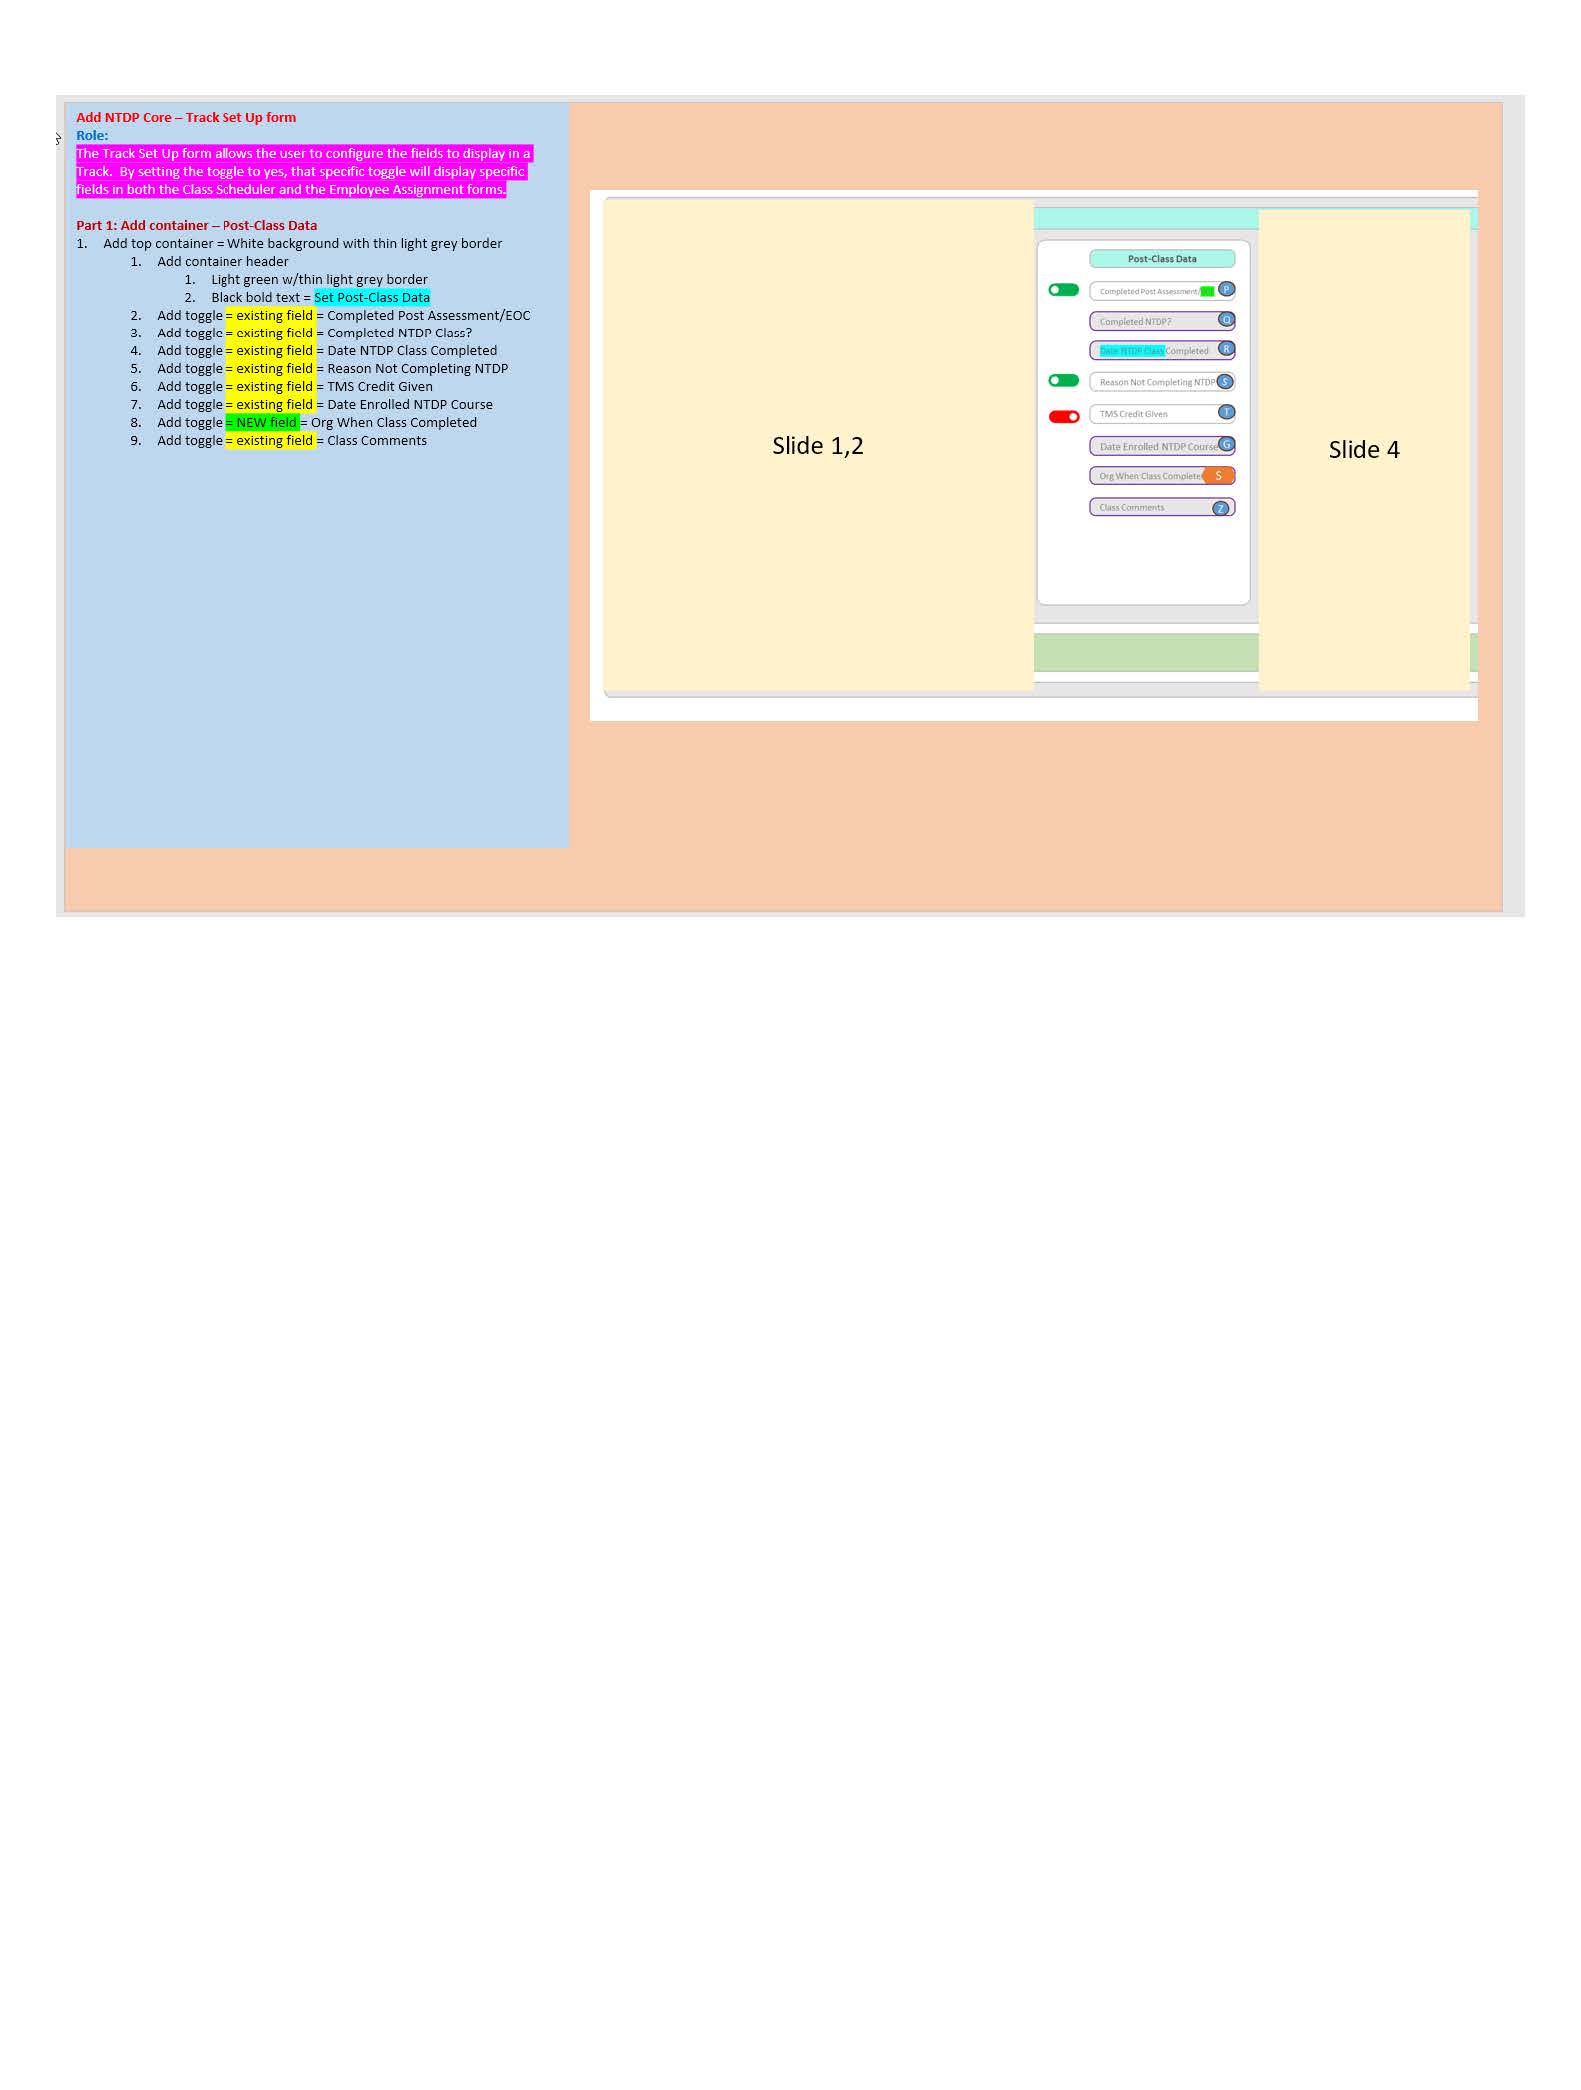 Add NTDP Core – Track Set Up form
Role:
The Track Set Up form allows the user to configure the fields to display in a
Track.  By setting the toggle to yes, that specific toggle will display specific
fields in both the Class Scheduler and the Employee Assignment forms.
Part 1: Add container – Post-Class Data
1. Add top container = White background with thin light grey border
1. Add container header
1. Light green w/thin light grey border
2. Black bold text = Set Post-Class Data
2. Add toggle = existing field = Completed Post Assessment/EOC
3. Add toggle = existing field = Completed NTDP Class?
4. Add toggle = existing field = Date NTDP Class Completed
5. Add toggle = existing field = Reason Not Completing NTDP
6. Add toggle = existing field = TMS Credit Given
7. Add toggle = existing field = Date Enrolled NTDP Course
8. Add toggle = NEW field = Org When Class Completed
9. Add toggle = existing field = Class Comments
Slide 1,2
Post-Class Data
Completed Post Assessment/EOC P
Completed NTDP? Q
Date NTDP Class Completed R
Reason Not Completing NTDP S
TMS Credit Given T
Date Enrolled NTDP Course G
Org When Class Complete S
Class Comments Z
Slide 4